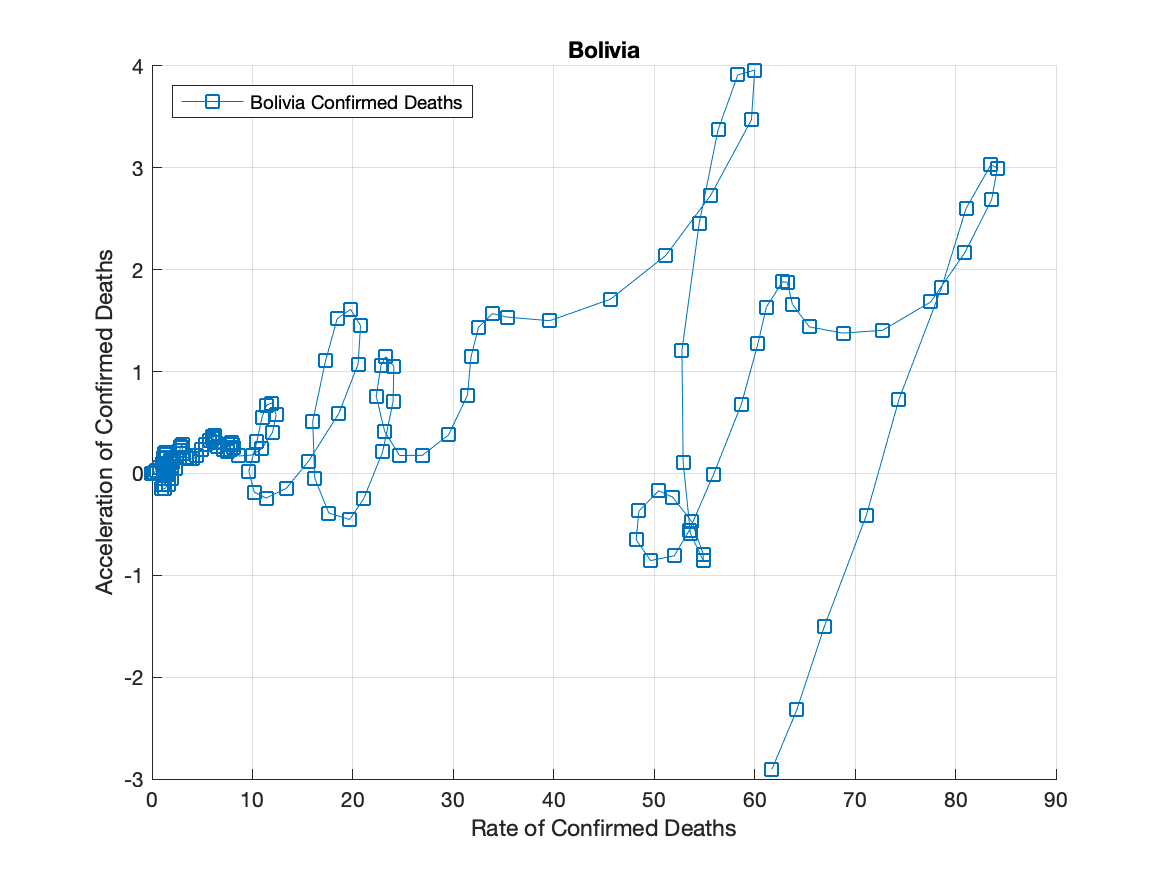 Bolivia
Bolivia Confirmed Deaths
Acceleration of Confirmed Deaths
4
3
2
1
0
-1
-2
-3
0 10 20 30 40 50 60 70 80 90
Rate of Confirmed Deaths